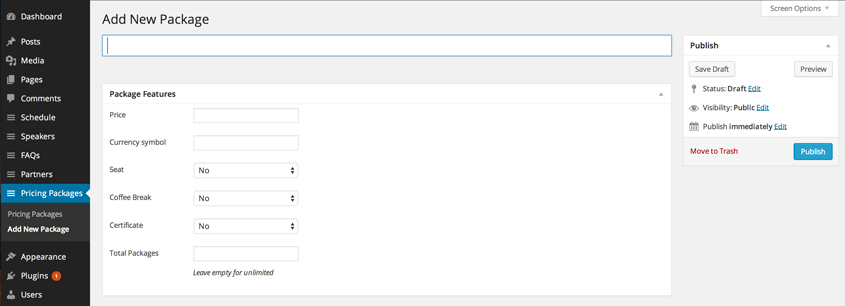 Dashboard
Posts
Media
Pages
Comments
Schedule
Speakers
FAQs
Partners
Pricing Packages
Pricing Packages
Add New Package
Appearance
Plugins 1
Users
Screen Options
Add New Package
Package Features
Price
Currency symbol
Seat No
Coffee Break No
Certificate No
Total Packages
Leave empty for unlimited
Publish
Save Draft Preview
Status: Draft Edit
Visibility: Public Edit
Publish immediately Edit
Move to Trash Publish